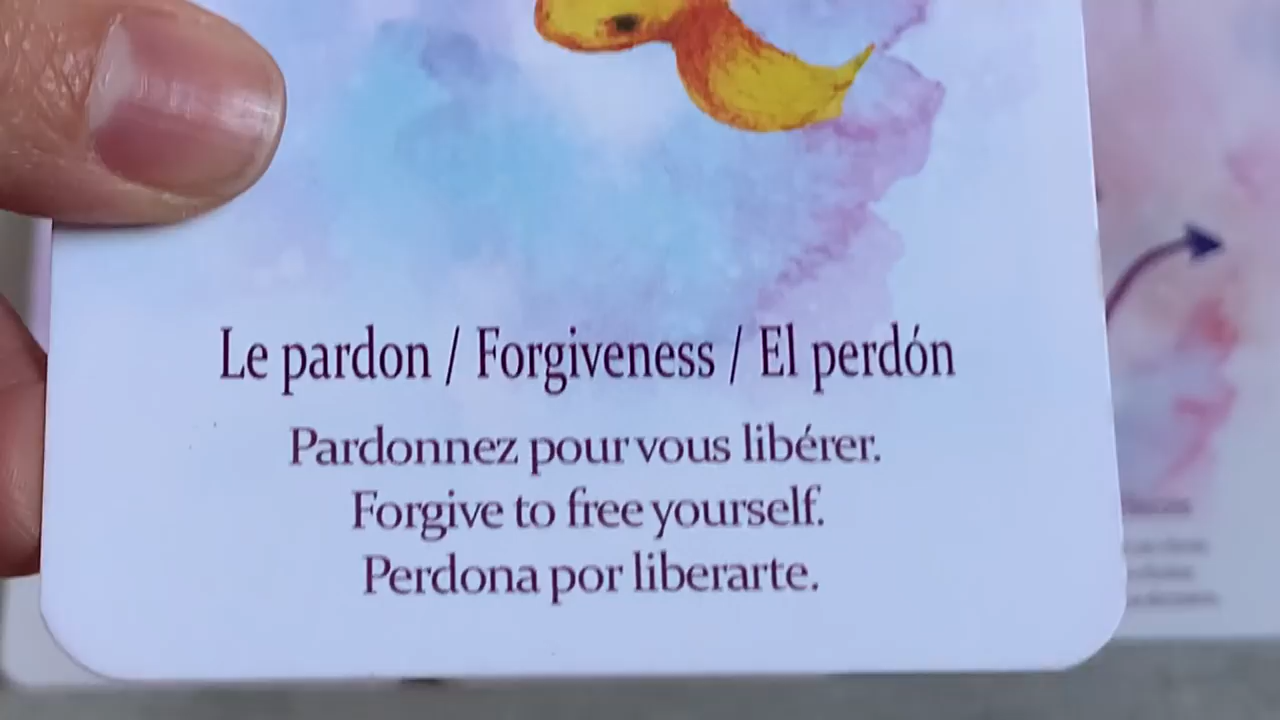 Le pardon / Forgiveness / El perdón
Pardonnez pour vous libérer.
Forgive to free yourself.
Perdona por liberarte.